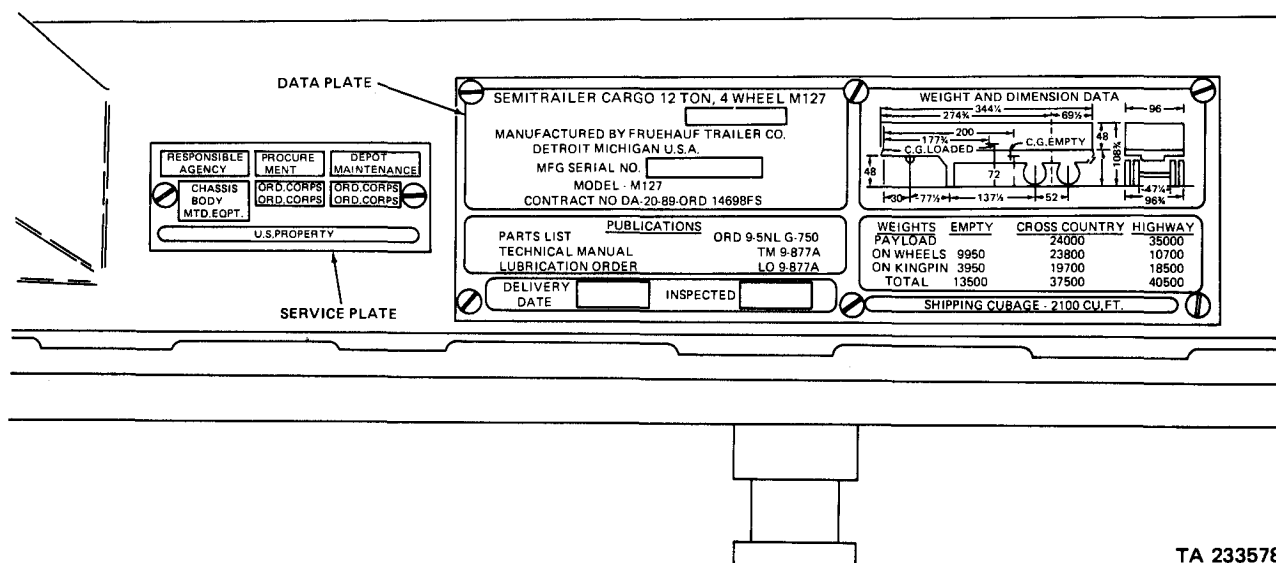 DATA PLATE
RESPONSIBLE AGENCY
PROCUREMENT
DEPOT MAINTENANCE
CHASSIS
BODY
MTD.EQPT.
ORD.CORPS ORD.CORPS
ORD.CORPS ORD.CORPS
U.S.PROPERTY
SERVICE PLATE
SEMITRAILER CARGO 12 TON, 4 WHEEL M127
MANUFACTURED BY FRUEHAUF TRAILER CO.
DETROIT MICHIGAN U.S.A.
MFG SERIAL NO.
MODEL - M127
CONTRACT NO DA-20-89-ORD 14698FS
PUBLICATIONS
PARTS LIST ORD 9-5NL G-750
TECHNICAL MANUAL TM 9-877A
LUBRICATION ORDER LO 9-877A
DELIVERY DATE
INSPECTED
WEIGHT AND DIMENSION DATA
344½
274¾ 69½
96
200
177¾
C.G.LOADED
C.G.EMPTY
48
108¾
48
72
30 77½ 137½ 52
47¼
96¾
WEIGHTS EMPTY CROSS COUNTRY HIGHWAY
PAYLOAD 24000 35000
ON WHEELS 9950 23800 10700
ON KINGPIN 3950 19700 18500
TOTAL 13500 37500 40500
SHIPPING CUBAGE - 2100 CU.FT.
TA 233578